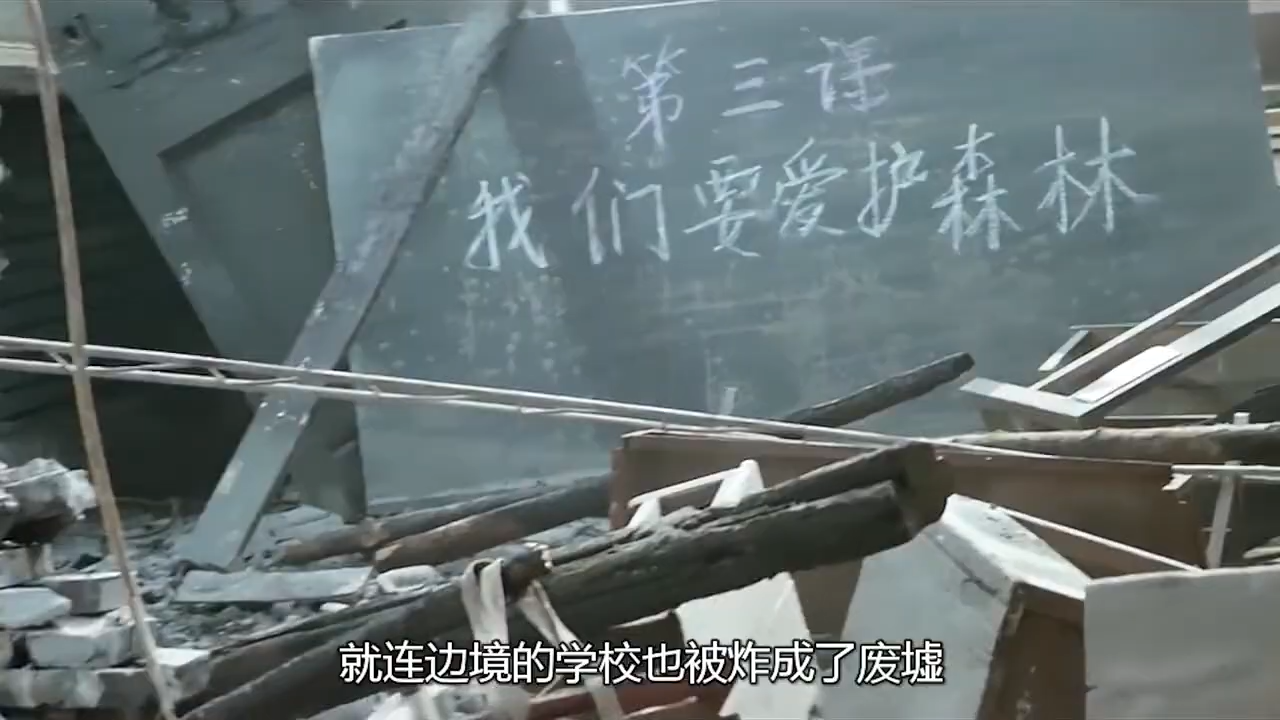 第三课
我们要爱护森林
就连边境的学校也被炸成了废墟